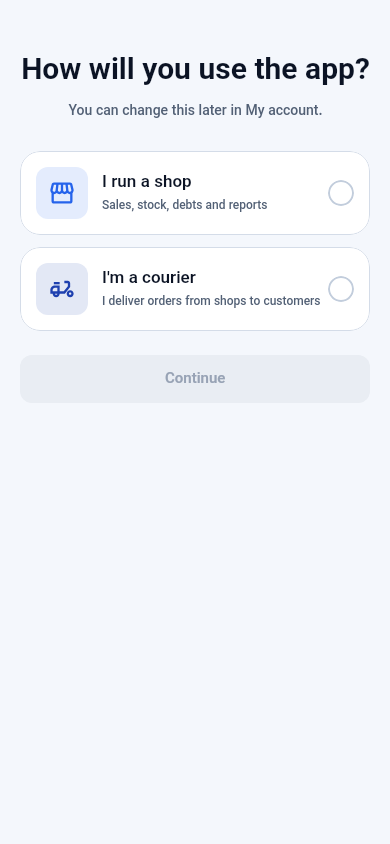 How will you use the app?
You can change this later in My account.
I run a shop
Sales, stock, debts and reports
I'm a courier
I deliver orders from shops to customers
Continue